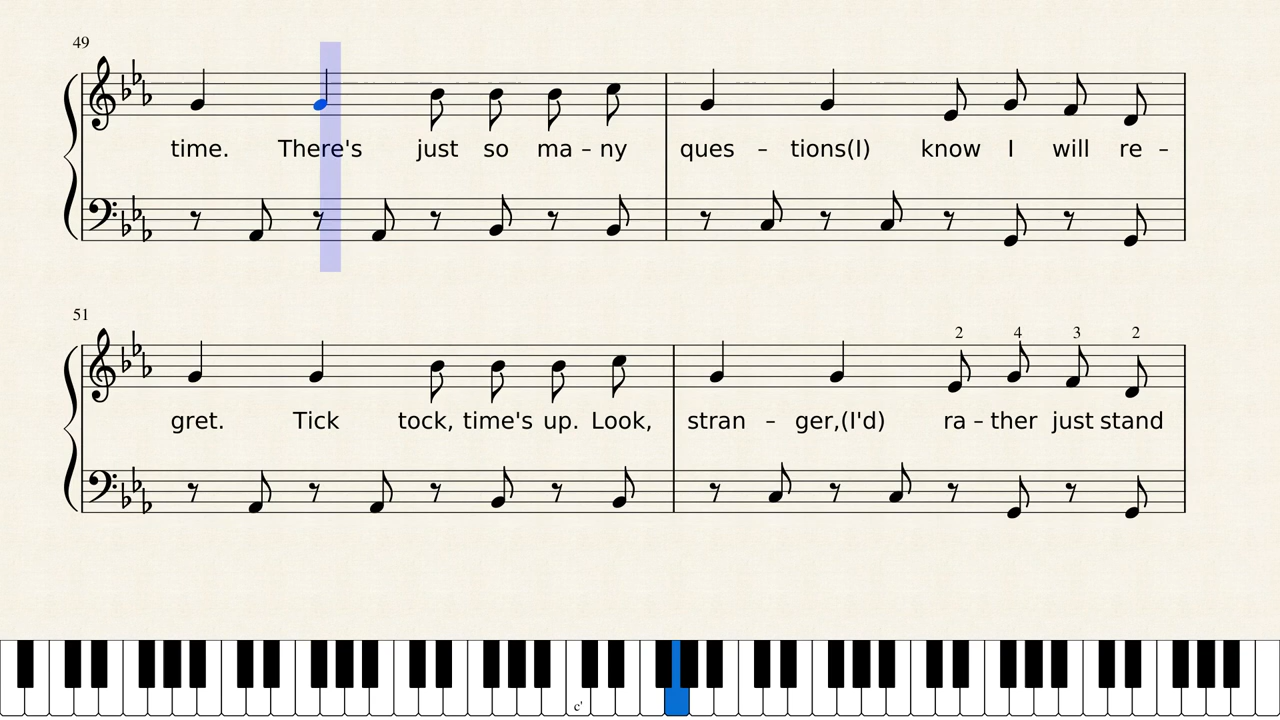 49
time. There's just so ma – ny ques – tions(I) know I will re –
51
2 4 3 2
gret. Tick tock, time's up. Look, stran – ger,(I'd) ra – ther just stand
c'